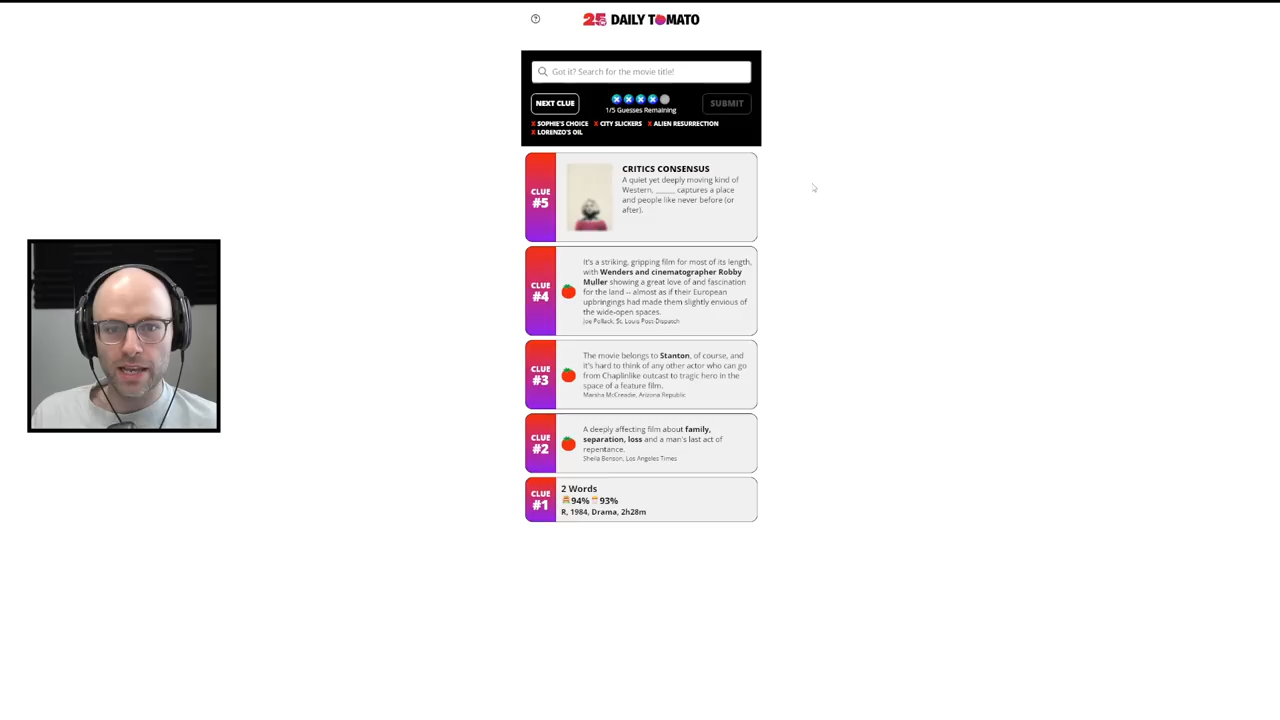 25 DAILY TOMATO
Got it? Search for the movie title!
NEXT CLUE
1/5 Guesses Remaining
SUBMIT
X SOPHIE'S CHOICE X CITY SLICKERS X ALIEN RESURRECTION
X LORENZO'S OIL
CLUE
#5
CRITICS CONSENSUS
A quiet yet deeply moving kind of
Western, _____ captures a place
and people like never before (or
after).
CLUE
#4
It's a striking, gripping film for most of its length,
with Wenders and cinematographer Robby
Muller showing a great love of and fascination
for the land -- almost as if their European
upbringings had made them slightly envious of
the wide-open spaces.
Joe Pollack, St. Louis Post-Dispatch
CLUE
#3
The movie belongs to Stanton, of course, and
it's hard to think of any other actor who can go
from Chaplinlike outcast to tragic hero in the
space of a feature film.
Marsha McCreadie, Arizona Republic
CLUE
#2
A deeply affecting film about family,
separation, loss and a man's last act of
repentance.
Sheila Benson, Los Angeles Times
CLUE
#1
2 Words
94% 93%
R, 1984, Drama, 2h28m